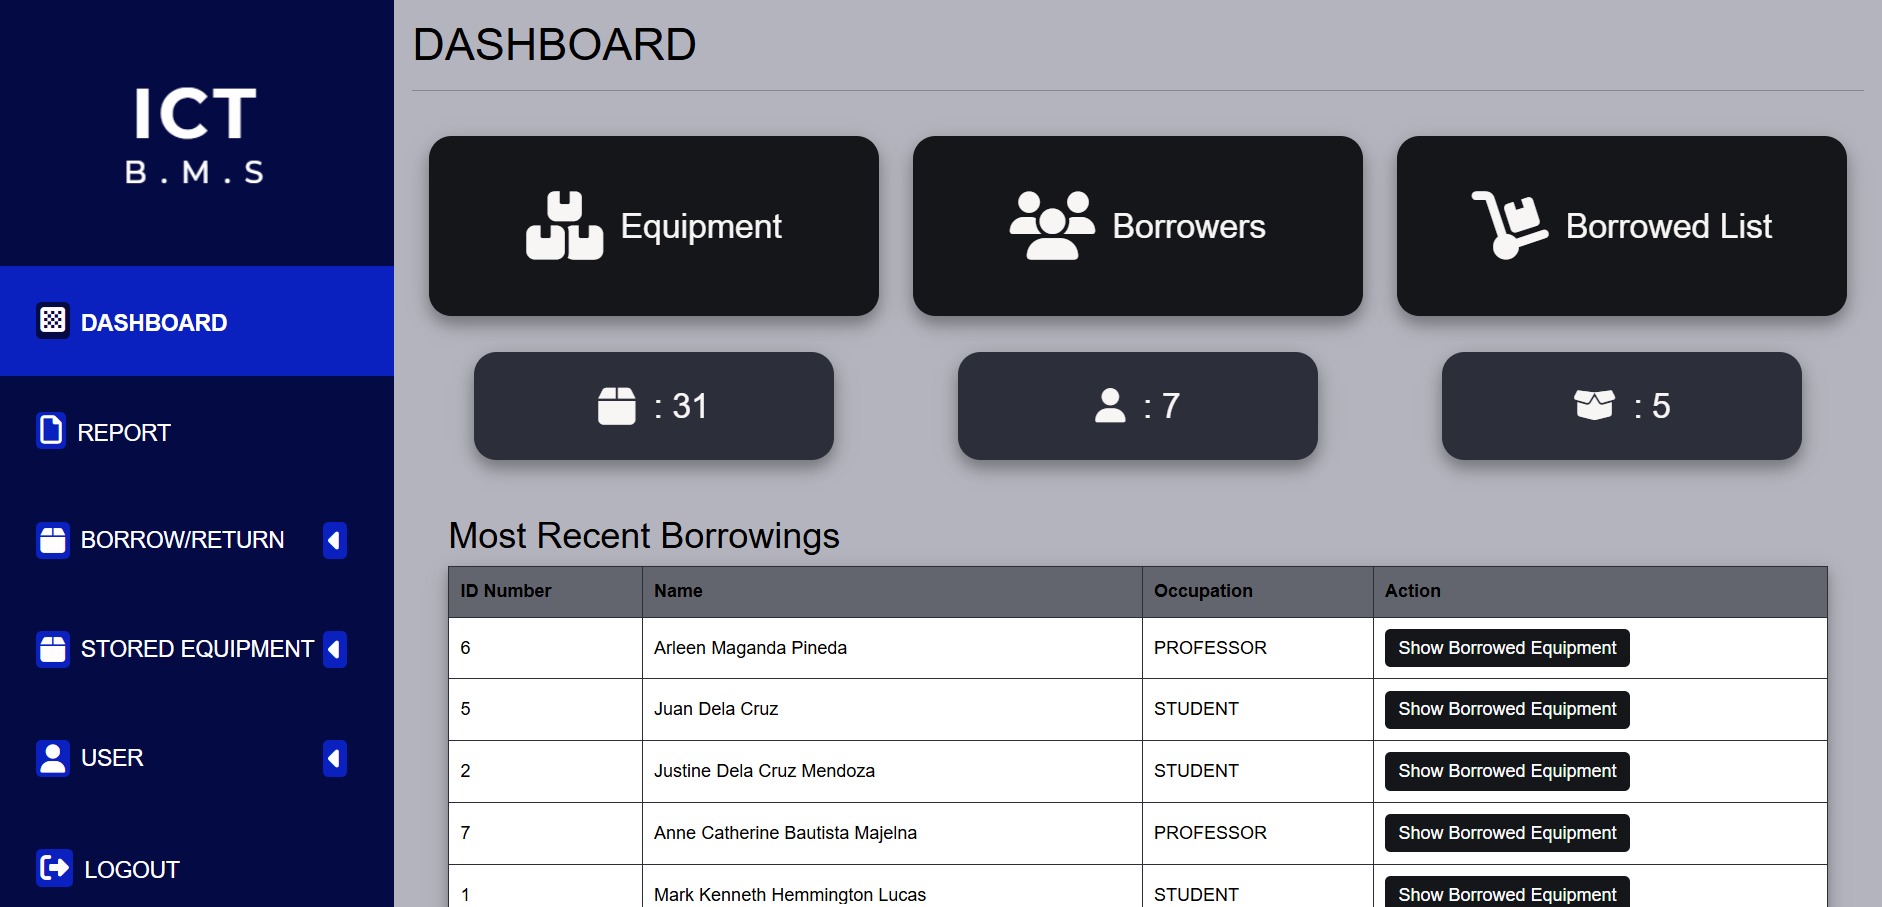 ICT
B.M.S
DASHBOARD
REPORT
BORROW/RETURN
STORED EQUIPMENT
USER
LOGOUT
DASHBOARD
Equipment
Borrowers
Borrowed List
: 31
: 7
: 5
Most Recent Borrowings
ID Number Name Occupation Action
6 Arleen Maganda Pineda PROFESSOR Show Borrowed Equipment
5 Juan Dela Cruz STUDENT Show Borrowed Equipment
2 Justine Dela Cruz Mendoza STUDENT Show Borrowed Equipment
7 Anne Catherine Bautista Majelna PROFESSOR Show Borrowed Equipment
1 Mark Kenneth Hemmington Lucas STUDENT Show Borrowed Equipment